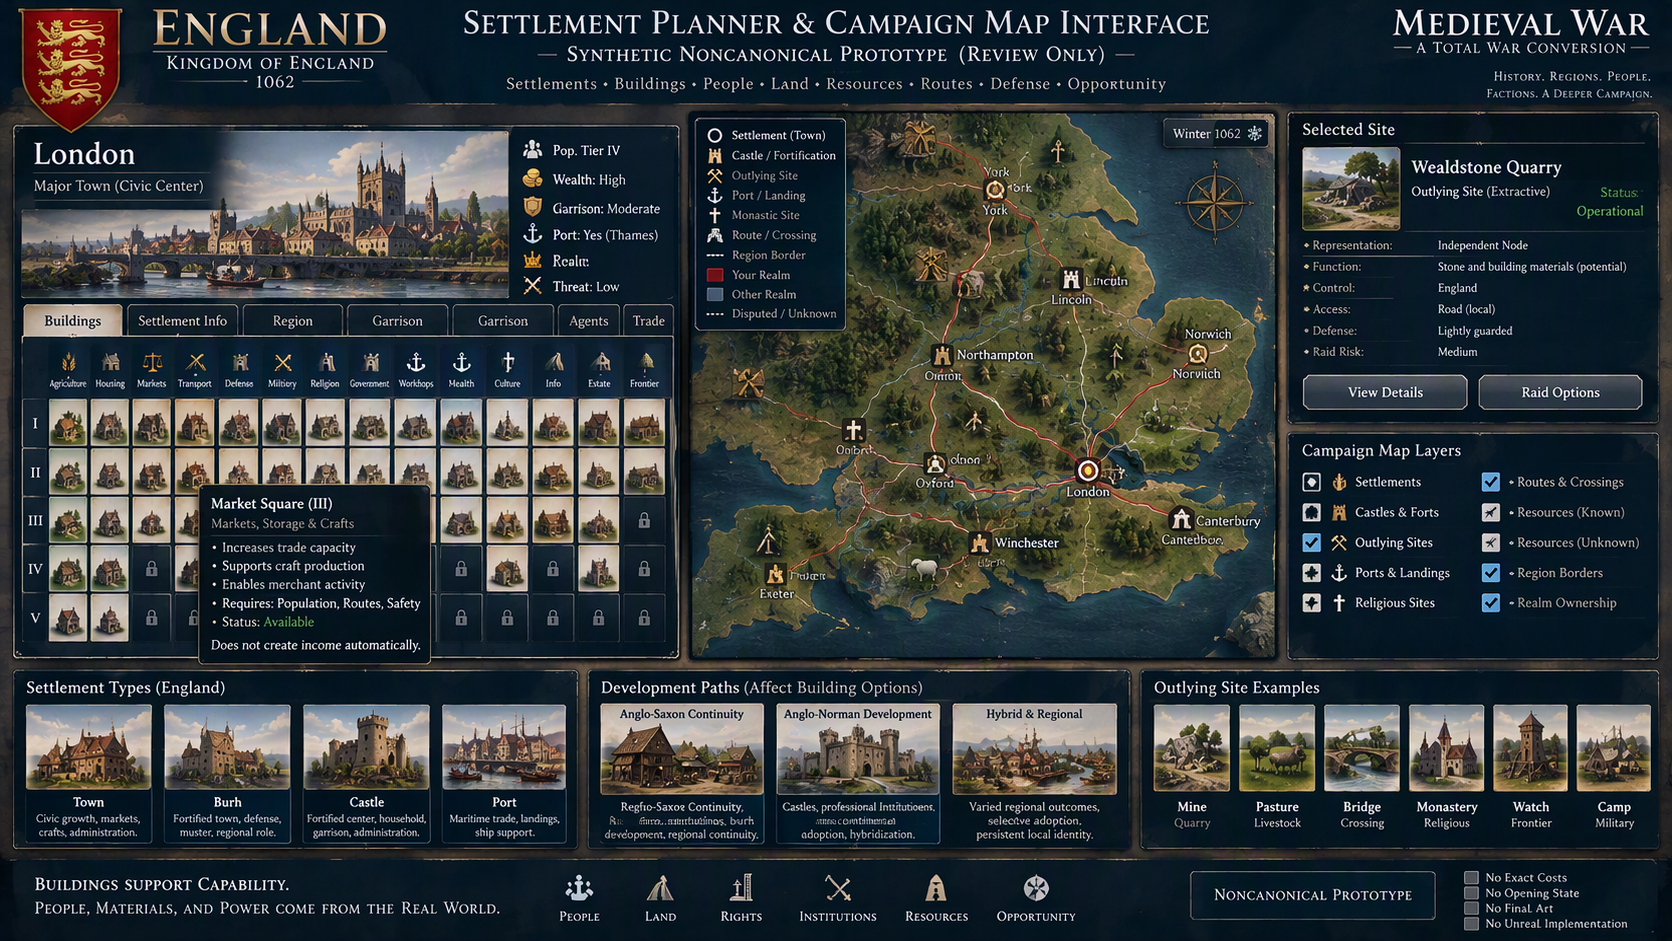 ENGLAND
KINGDOM OF ENGLAND
1062
SETTLEMENT PLANNER & CAMPAIGN MAP INTERFACE
SYNTHETIC NONCANONICAL PROTOTYPE (REVIEW ONLY)
Settlements • Buildings • People • Land • Resources • Routes • Defense • Opportunity
MEDIEVAL WAR
A TOTAL WAR CONVERSION
HISTORY. REGIONS. PEOPLE.
FACTIONS. A DEEPER CAMPAIGN.
London
Major Town (Civic Center)
Pop. Tier IV
Wealth: High
Garrison: Moderate
Port: Yes (Thames)
Realm:
Threat: Low
Buildings
Settlement Info
Region
Garrison
Garrison
Agents
Trade
Agriculture
Housing
Markets
Transport
Defense
Military
Religion
Government
Workhops
Mealth
Culture
Info
Estate
Frontier
I
II
III
IV
V
Market Square (III)
Markets, Storage & Crafts
• Increases trade capacity
• Supports craft production
• Enables merchant activity
• Requires: Population, Routes, Safety
• Status: Available
Does not create income automatically.
Settlement (Town)
Castle / Fortification
Outlying Site
Port / Landing
Monastic Site
Route / Crossing
Region Border
Your Realm
Other Realm
Disputed / Unknown
Winter 1062
York
York
Lincoln
Lincoln
Norwich
Northampton
London
Canterbury
Winchester
Exeter
Selected Site
Wealdstone Quarry
Outlying Site (Extractive)
Status:
Operational
Representation: Independent Node
Function: Stone and building materials (potential)
Control: England
Access: Road (local)
Defense: Lightly guarded
Raid Risk: Medium
View Details
Raid Options
Campaign Map Layers
Settlements
Castles & Forts
Outlying Sites
Ports & Landings
Religious Sites
• Routes & Crossings
• Resources (Known)
• Resources (Unknown)
• Region Borders
• Realm Ownership
Settlement Types (England)
Town
Civic growth, markets,
crafts, administration.
Burh
Fortified town, defense,
muster, regional role.
Castle
Fortified center, household,
garrison, administration.
Port
Maritime trade, landings,
ship support.
Development Paths (Affect Building Options)
Anglo-Saxon Continuity
Regfio-Saxoz Continuity,
burh
development, regional continuity.
Anglo-Norman Development
Castles, professional Institutions,
adoption, hybridization.
Hybrid & Regional
Varied regional outcomes,
selective adoption,
persistent local identity.
Outlying Site Examples
Mine
Quarry
Pasture
Livestock
Bridge
Crossing
Monastery
Religious
Watch
Frontier
Camp
Military
BUILDINGS SUPPORT CAPABILITY.
PEOPLE, MATERIALS, AND POWER COME FROM THE REAL WORLD.
PEOPLE
LAND
RIGHTS
INSTITUTIONS
RESOURCES
OPPORTUNITY
NONCANONICAL PROTOTYPE
No Exact Costs
No Opening State
No Final Art
No Unreal Implementation